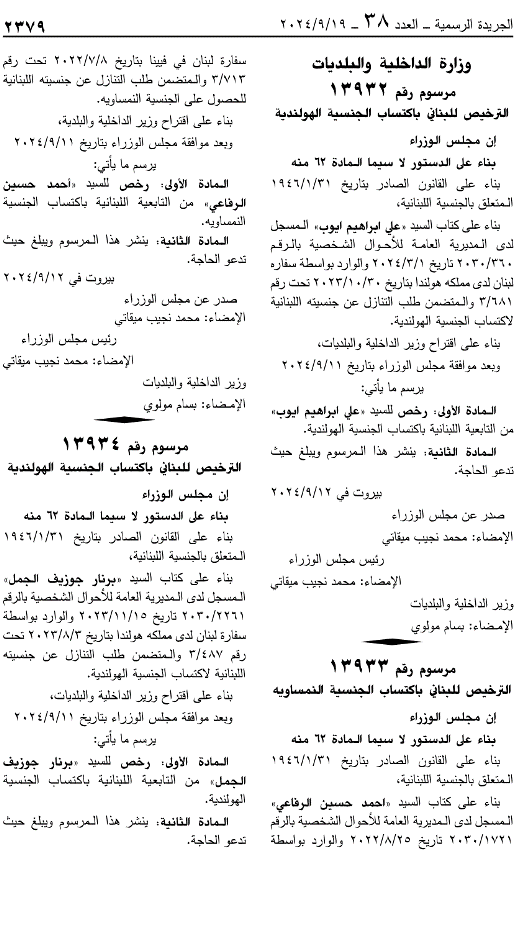 الجريدة الرسمية ـ العدد ٣٨ ـ ٢٠٢٤/٩/١٩
٢٣٧٩
وزارة الداخلية والبلديات
مرسوم رقم ١٣٩٣٢
الترخيص للبناني باكتساب الجنسية الهولندية
إن مجلس الوزراء
بناء على الدستور لا سيما المادة ٦٢ منه
بناء على القانون الصادر بتاريخ ١٩٤٦/١/٣١
المتعلق بالجنسية اللبنانية،
بناء على كتاب السيد «علي ابراهيم ايوب» المسجل
لدى المديرية العامة للأحوال الشخصية بالرقم
٢٠٣٠/٣٦٠ تاريخ ٢٠٢٤/٣/١ والوارد بواسطة سفاره
لبنان لدى مملكه هولندا بتاريخ ٢٠٢٣/١٠/٣٠ تحت رقم
٣/٦٨١ والمتضمن طلب التنازل عن جنسيته اللبنانية
لاكتساب الجنسية الهولندية.
بناء على اقتراح وزير الداخلية والبلديات،
وبعد موافقة مجلس الوزراء بتاريخ ٢٠٢٤/٩/١١
يرسم ما يأتي:
المادة الأولى: رخص للسيد «علي ابراهيم ايوب»
من التابعية اللبنانية باكتساب الجنسية الهولندية.
المادة الثانية: ينشر هذا المرسوم ويبلغ حيث
تدعو الحاجة.
بيروت في ٢٠٢٤/٩/١٢
صدر عن مجلس الوزراء
الإمضاء: محمد نجيب ميقاتي
رئيس مجلس الوزراء
الإمضاء: محمد نجيب ميقاتي
وزير الداخلية والبلديات
الإمضاء: بسام مولوي
مرسوم رقم ١٣٩٣٣
الترخيص للبناني باكتساب الجنسية النمساويه
إن مجلس الوزراء
بناء على الدستور لا سيما المادة ٦٢ منه
بناء على القانون الصادر بتاريخ ١٩٤٦/١/٣١
المتعلق بالجنسية اللبنانية،
بناء على كتاب السيد «احمد حسين الرفاعي»
المسجل لدى المديرية العامة للأحوال الشخصية بالرقم
٢٠٣٠/١٧٢١ تاريخ ٢٠٢٢/٨/٢٥ والوارد بواسطة
سفارة لبنان في فيينا بتاريخ ٢٠٢٢/٧/٨ تحت رقم
٣/٧١٣ والمتضمن طلب التنازل عن جنسيته اللبنانية
للحصول على الجنسية النمساويه.
بناء على اقتراح وزير الداخلية والبلدية،
وبعد موافقة مجلس الوزراء بتاريخ ٢٠٢٤/٩/١١
يرسم ما يأتي:
المادة الأولى: رخص للسيد «احمد حسين
الرفاعي» من التابعية اللبنانية باكتساب الجنسية
النمساويه.
المادة الثانية: ينشر هذا المرسوم ويبلغ حيث
تدعو الحاجة.
بيروت في ٢٠٢٤/٩/١٢
صدر عن مجلس الوزراء
الإمضاء: محمد نجيب ميقاتي
رئيس مجلس الوزراء
الإمضاء: محمد نجيب ميقاتي
وزير الداخلية والبلديات
الإمضاء: بسام مولوي
مرسوم رقم ١٣٩٣٤
الترخيص للبناني باكتساب الجنسية الهولندية
إن مجلس الوزراء
بناء على الدستور لا سيما المادة ٦٢ منه
بناء على القانون الصادر بتاريخ ١٩٤٦/١/٣١
المتعلق بالجنسية اللبنانية،
بناء على كتاب السيد «برنار جوزيف الجمل»
المسجل لدى المديرية العامة للأحوال الشخصية بالرقم
٢٠٣٠/٢٢٦١ تاريخ ٢٠٢٣/١١/١٥ والوارد بواسطة
سفارة لبنان لدى مملكه هولندا بتاريخ ٢٠٢٣/٨/٣ تحت
رقم ٣/٤٨٧ والمتضمن طلب التنازل عن جنسيته
اللبنانية لاكتساب الجنسية الهولندية.
بناء على اقتراح وزير الداخلية والبلديات،
وبعد موافقة مجلس الوزراء بتاريخ ٢٠٢٤/٩/١١
يرسم ما يأتي:
المادة الأولى: رخص للسيد «برنار جوزيف
الجمل» من التابعية اللبنانية باكتساب الجنسية
الهولندية.
المادة الثانية: ينشر هذا المرسوم ويبلغ حيث
تدعو الحاجة.